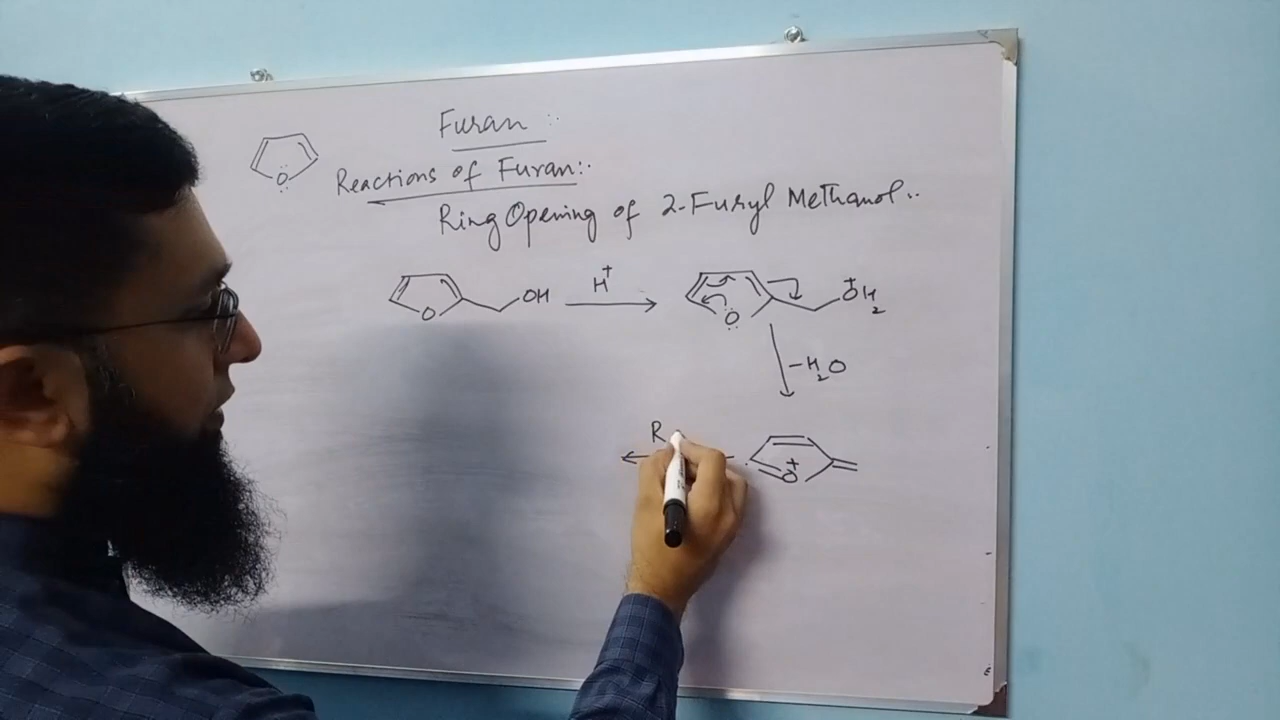 Furan :-
O
Reactions of Furan:-
Ring Opening of 2-Furyl Methanol:-
O OH H+ O +OH2
-H2O
R
O+